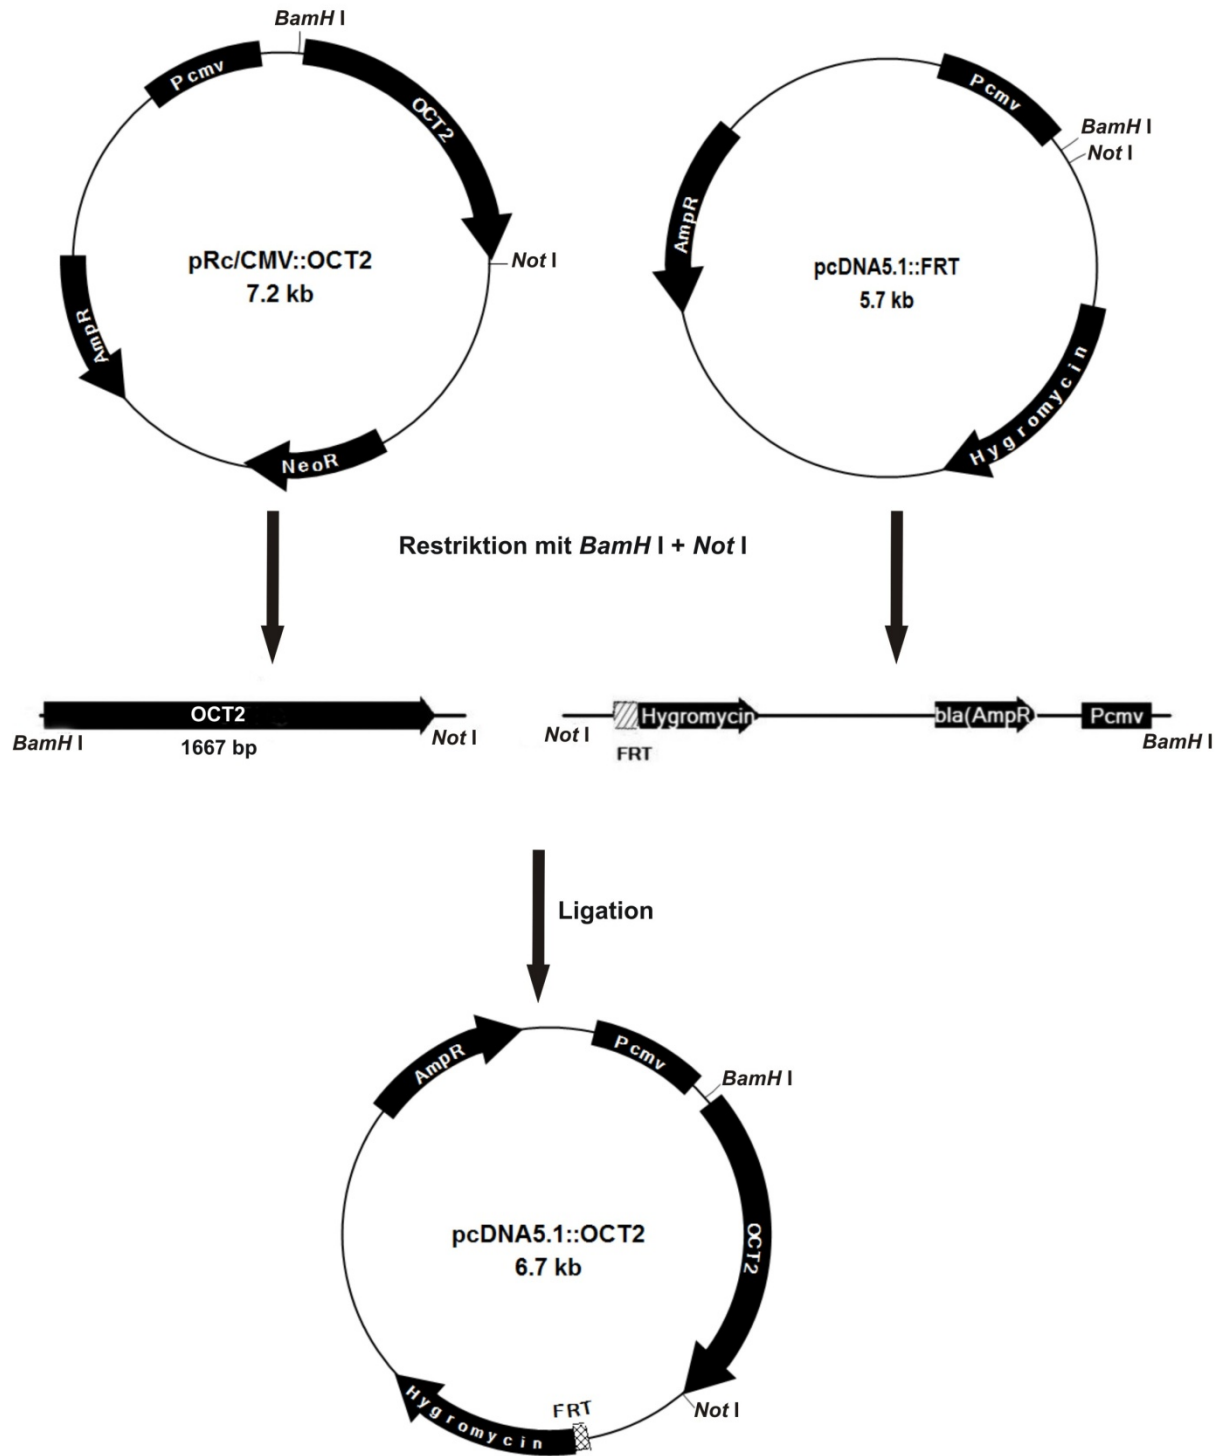 BamH I
Pcmv
OCT2
pRc/CMV::OCT2
7.2 kb
Not I
AmpR
NeoR
Pcmv
BamH I
Not I
AmpR
pcDNA5.1::FRT
5.7 kb
Hygromycin
Restriktion mit BamH I + Not I
OCT2
BamH I
1667 bp
Not I
Not I
Hygromycin
bla(AmpR
Pcmv
FRT
BamH I
Ligation
AmpR
Pcmv
BamH I
OCT2
pcDNA5.1::OCT2
6.7 kb
Hygromycin
FRT
Not I